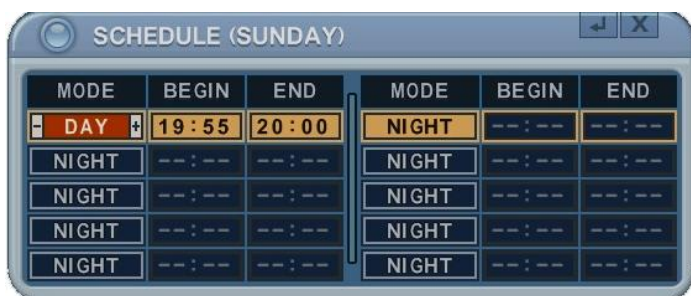 SCHEDULE (SUNDAY) X
MODE BEGIN END MODE BEGIN END
- DAY + 19:55 20:00 NIGHT --:-- --:--
NIGHT --:-- --:-- NIGHT --:-- --:--
NIGHT --:-- --:-- NIGHT --:-- --:--
NIGHT --:-- --:-- NIGHT --:-- --:--
NIGHT --:-- --:-- NIGHT --:-- --:--